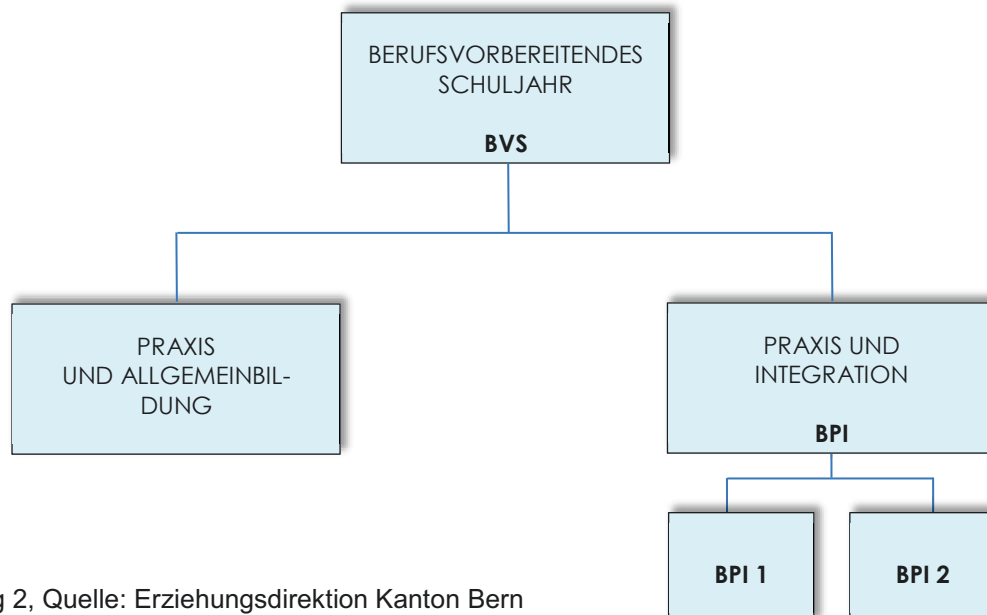 BERUFSVORBEREITENDES
SCHULJAHR
BVS
PRAXIS
UND ALLGEMEINBIL-
DUNG
PRAXIS UND
INTEGRATION
BPI
BPI 1
BPI 2
g 2, Quelle: Erziehungsdirektion Kanton Bern